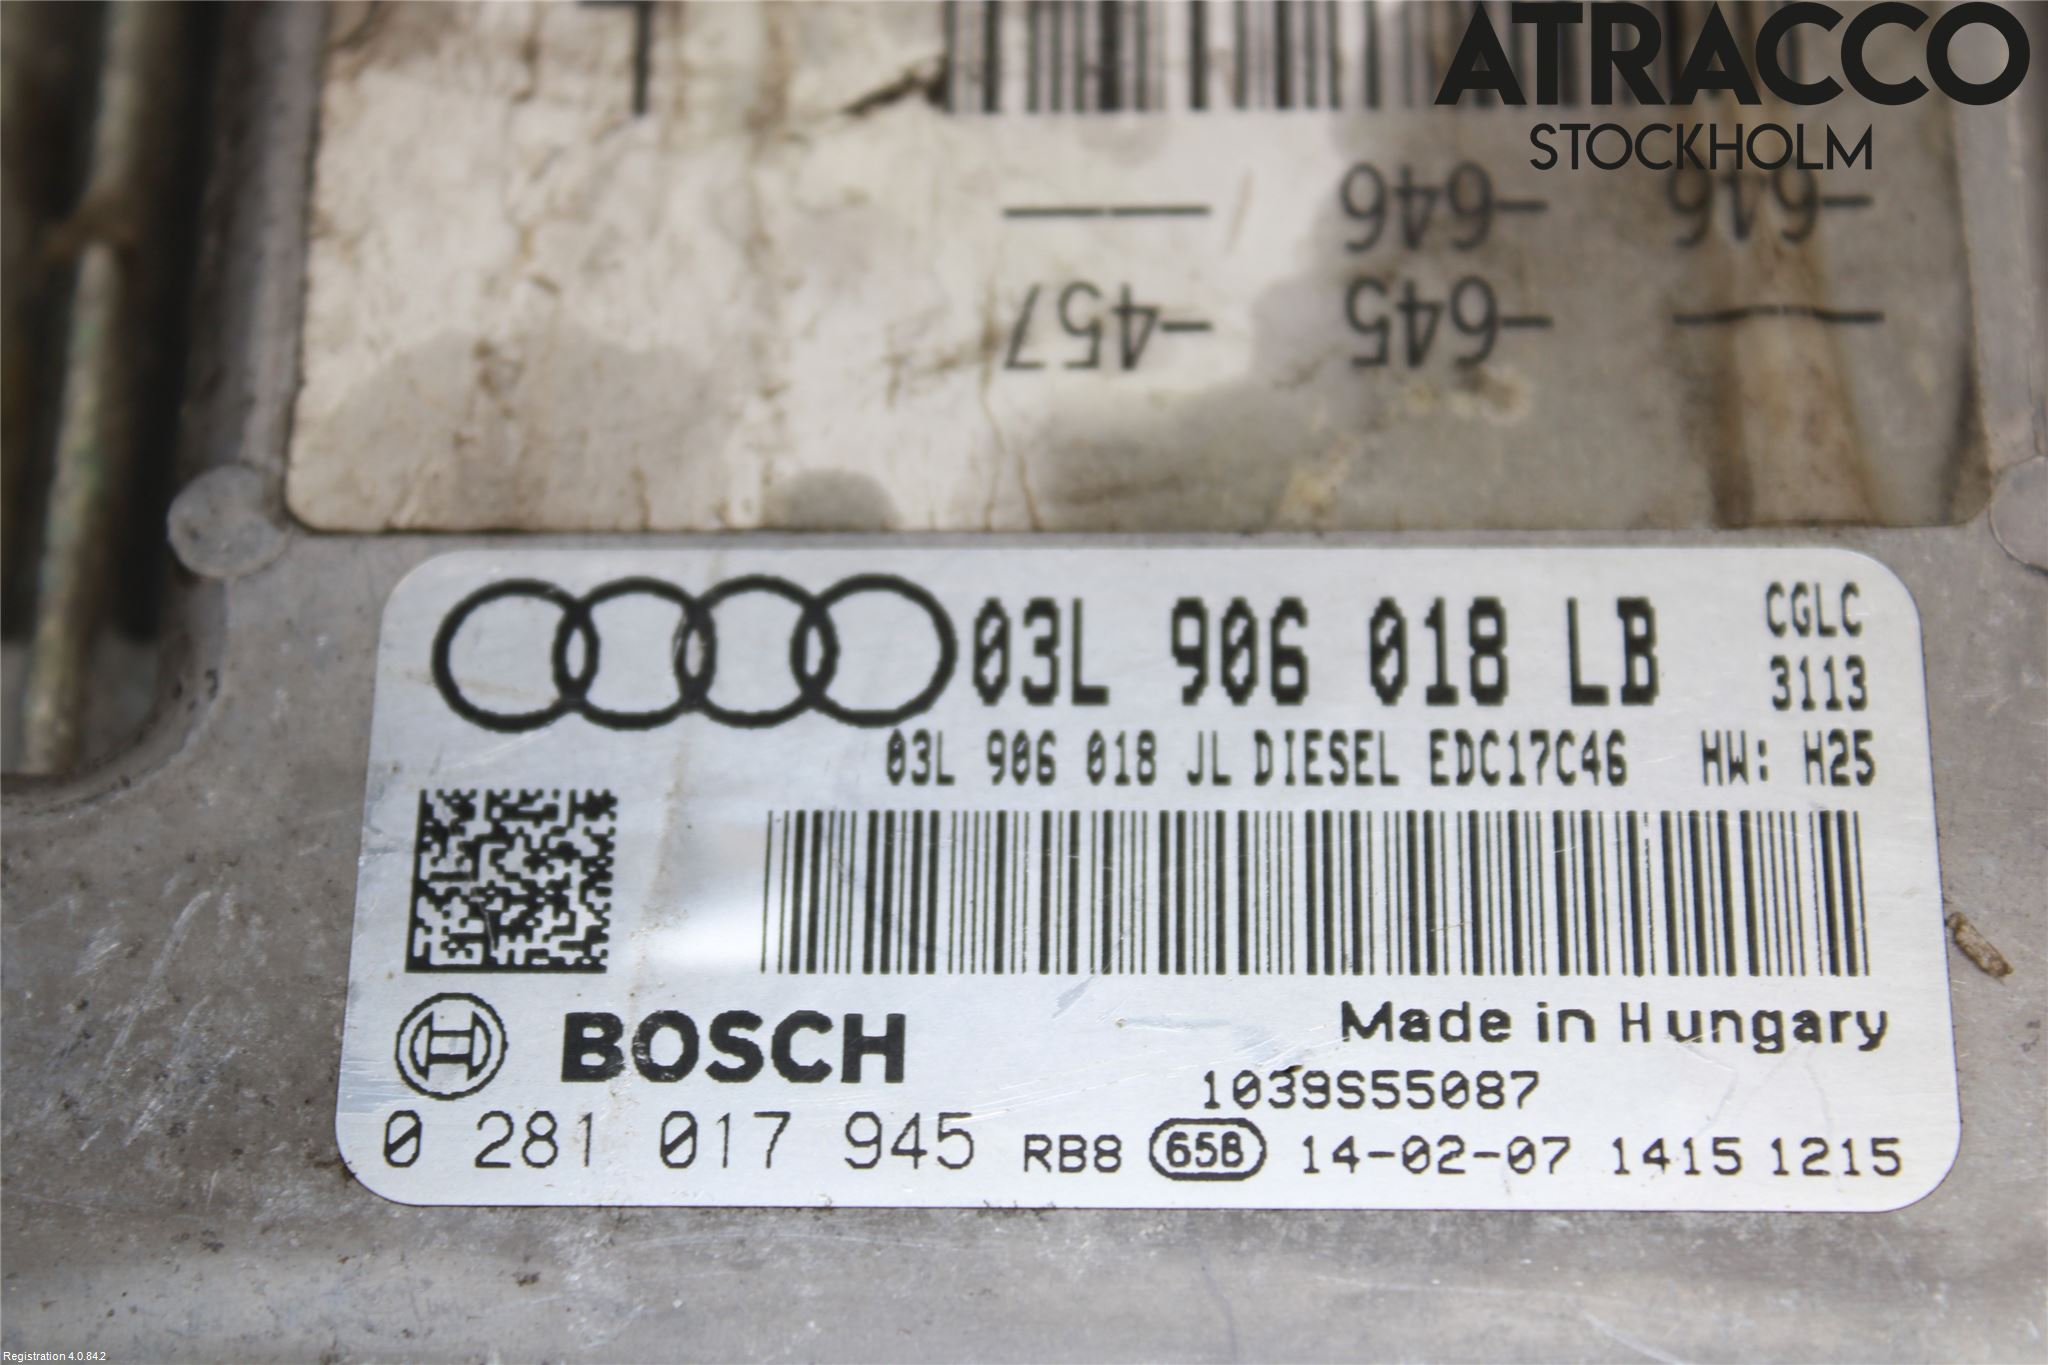 ATRACCO
STOCKHOLM
-646 -616
-457 -645
03L 906 018 LB CGLC
3113
03L 906 018 JL DIESEL EDC17C46 HW: H25
BOSCH
Made in Hungary
1039S55087
0 281 017 945 RB8 65B 14-02-07 1415 1215
Registration 4.0.84.2